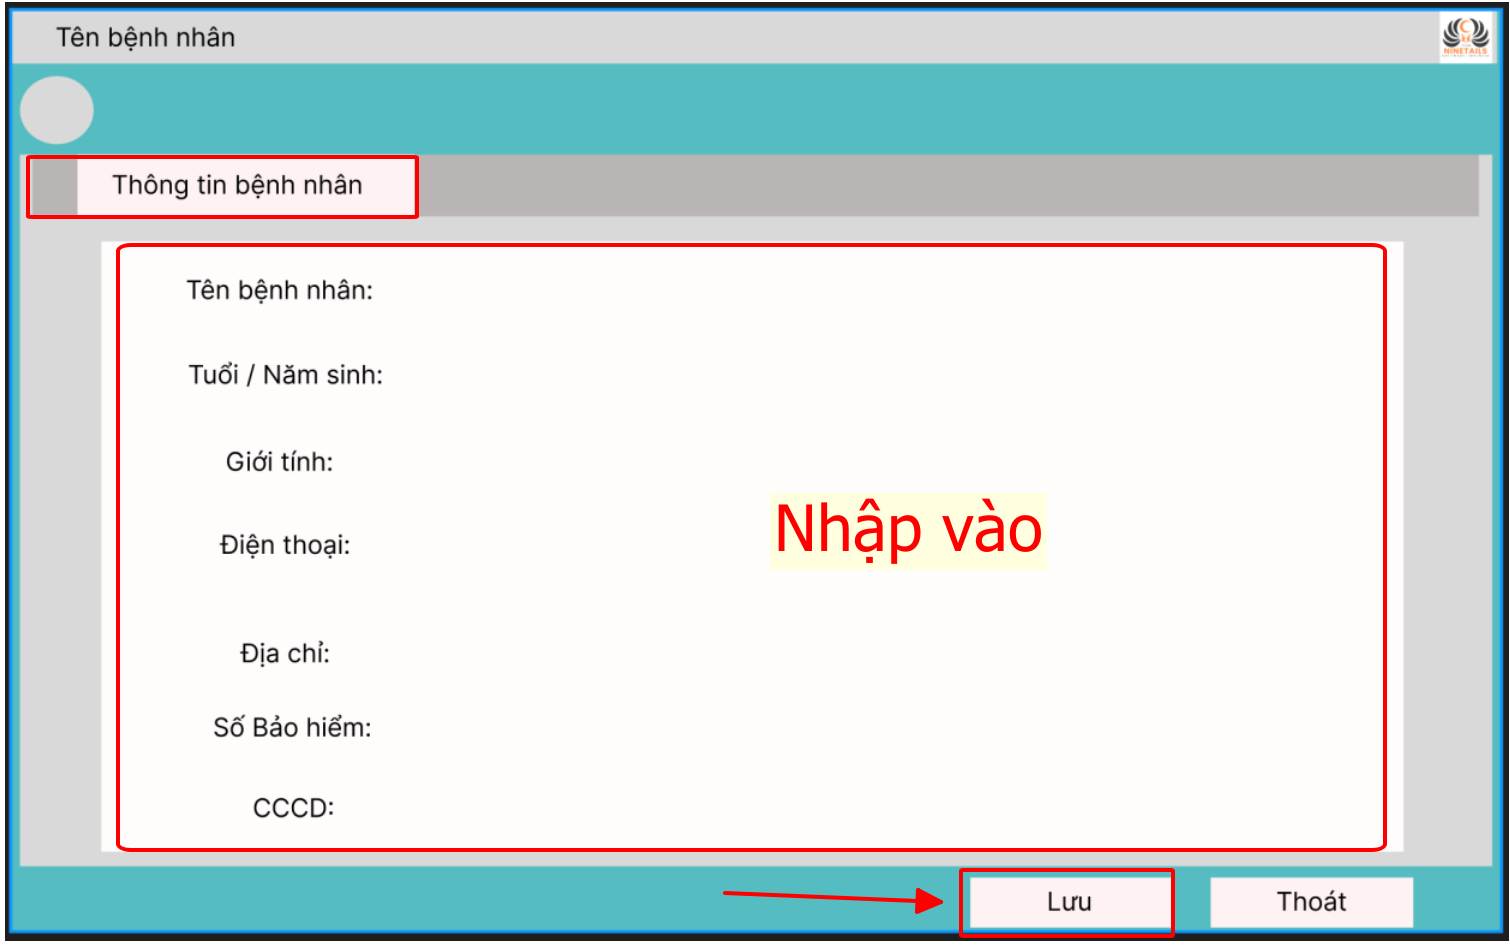 Tên bệnh nhân
NINETAILS
Thông tin bệnh nhân
Tên bệnh nhân:
Tuổi / Năm sinh:
Giới tính:
Nhập vào
Điện thoại:
Địa chỉ:
Số Bảo hiểm:
CCCD:
Lưu
Thoát